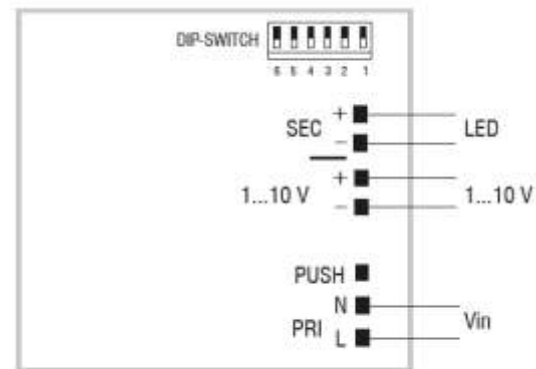 DIP-SWITCH
6 5 4 3 2 1
+
SEC
LED
−
+
1...10 V
1...10 V
−
PUSH
N
PRI
Vin
L